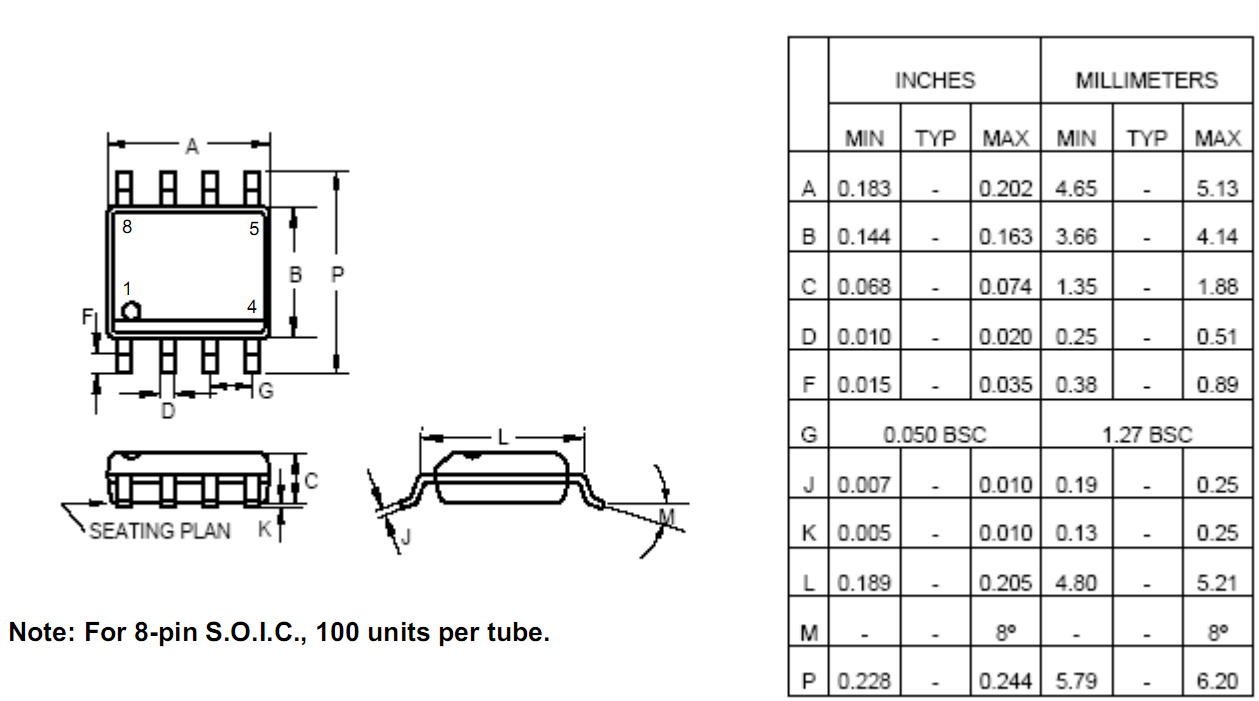 A
8
5
B
P
1
4
F
G
D
L
C
SEATING PLAN
K
M
J
Note: For 8-pin S.O.I.C., 100 units per tube.
INCHES MILLIMETERS
MIN TYP MAX MIN TYP MAX
A 0.183 - 0.202 4.65 - 5.13
B 0.144 - 0.163 3.66 - 4.14
C 0.068 - 0.074 1.35 - 1.88
D 0.010 - 0.020 0.25 - 0.51
F 0.015 - 0.035 0.38 - 0.89
G 0.050 BSC 1.27 BSC
J 0.007 - 0.010 0.19 - 0.25
K 0.005 - 0.010 0.13 - 0.25
L 0.189 - 0.205 4.80 - 5.21
M - - 8º - - 8º
P 0.228 - 0.244 5.79 - 6.20